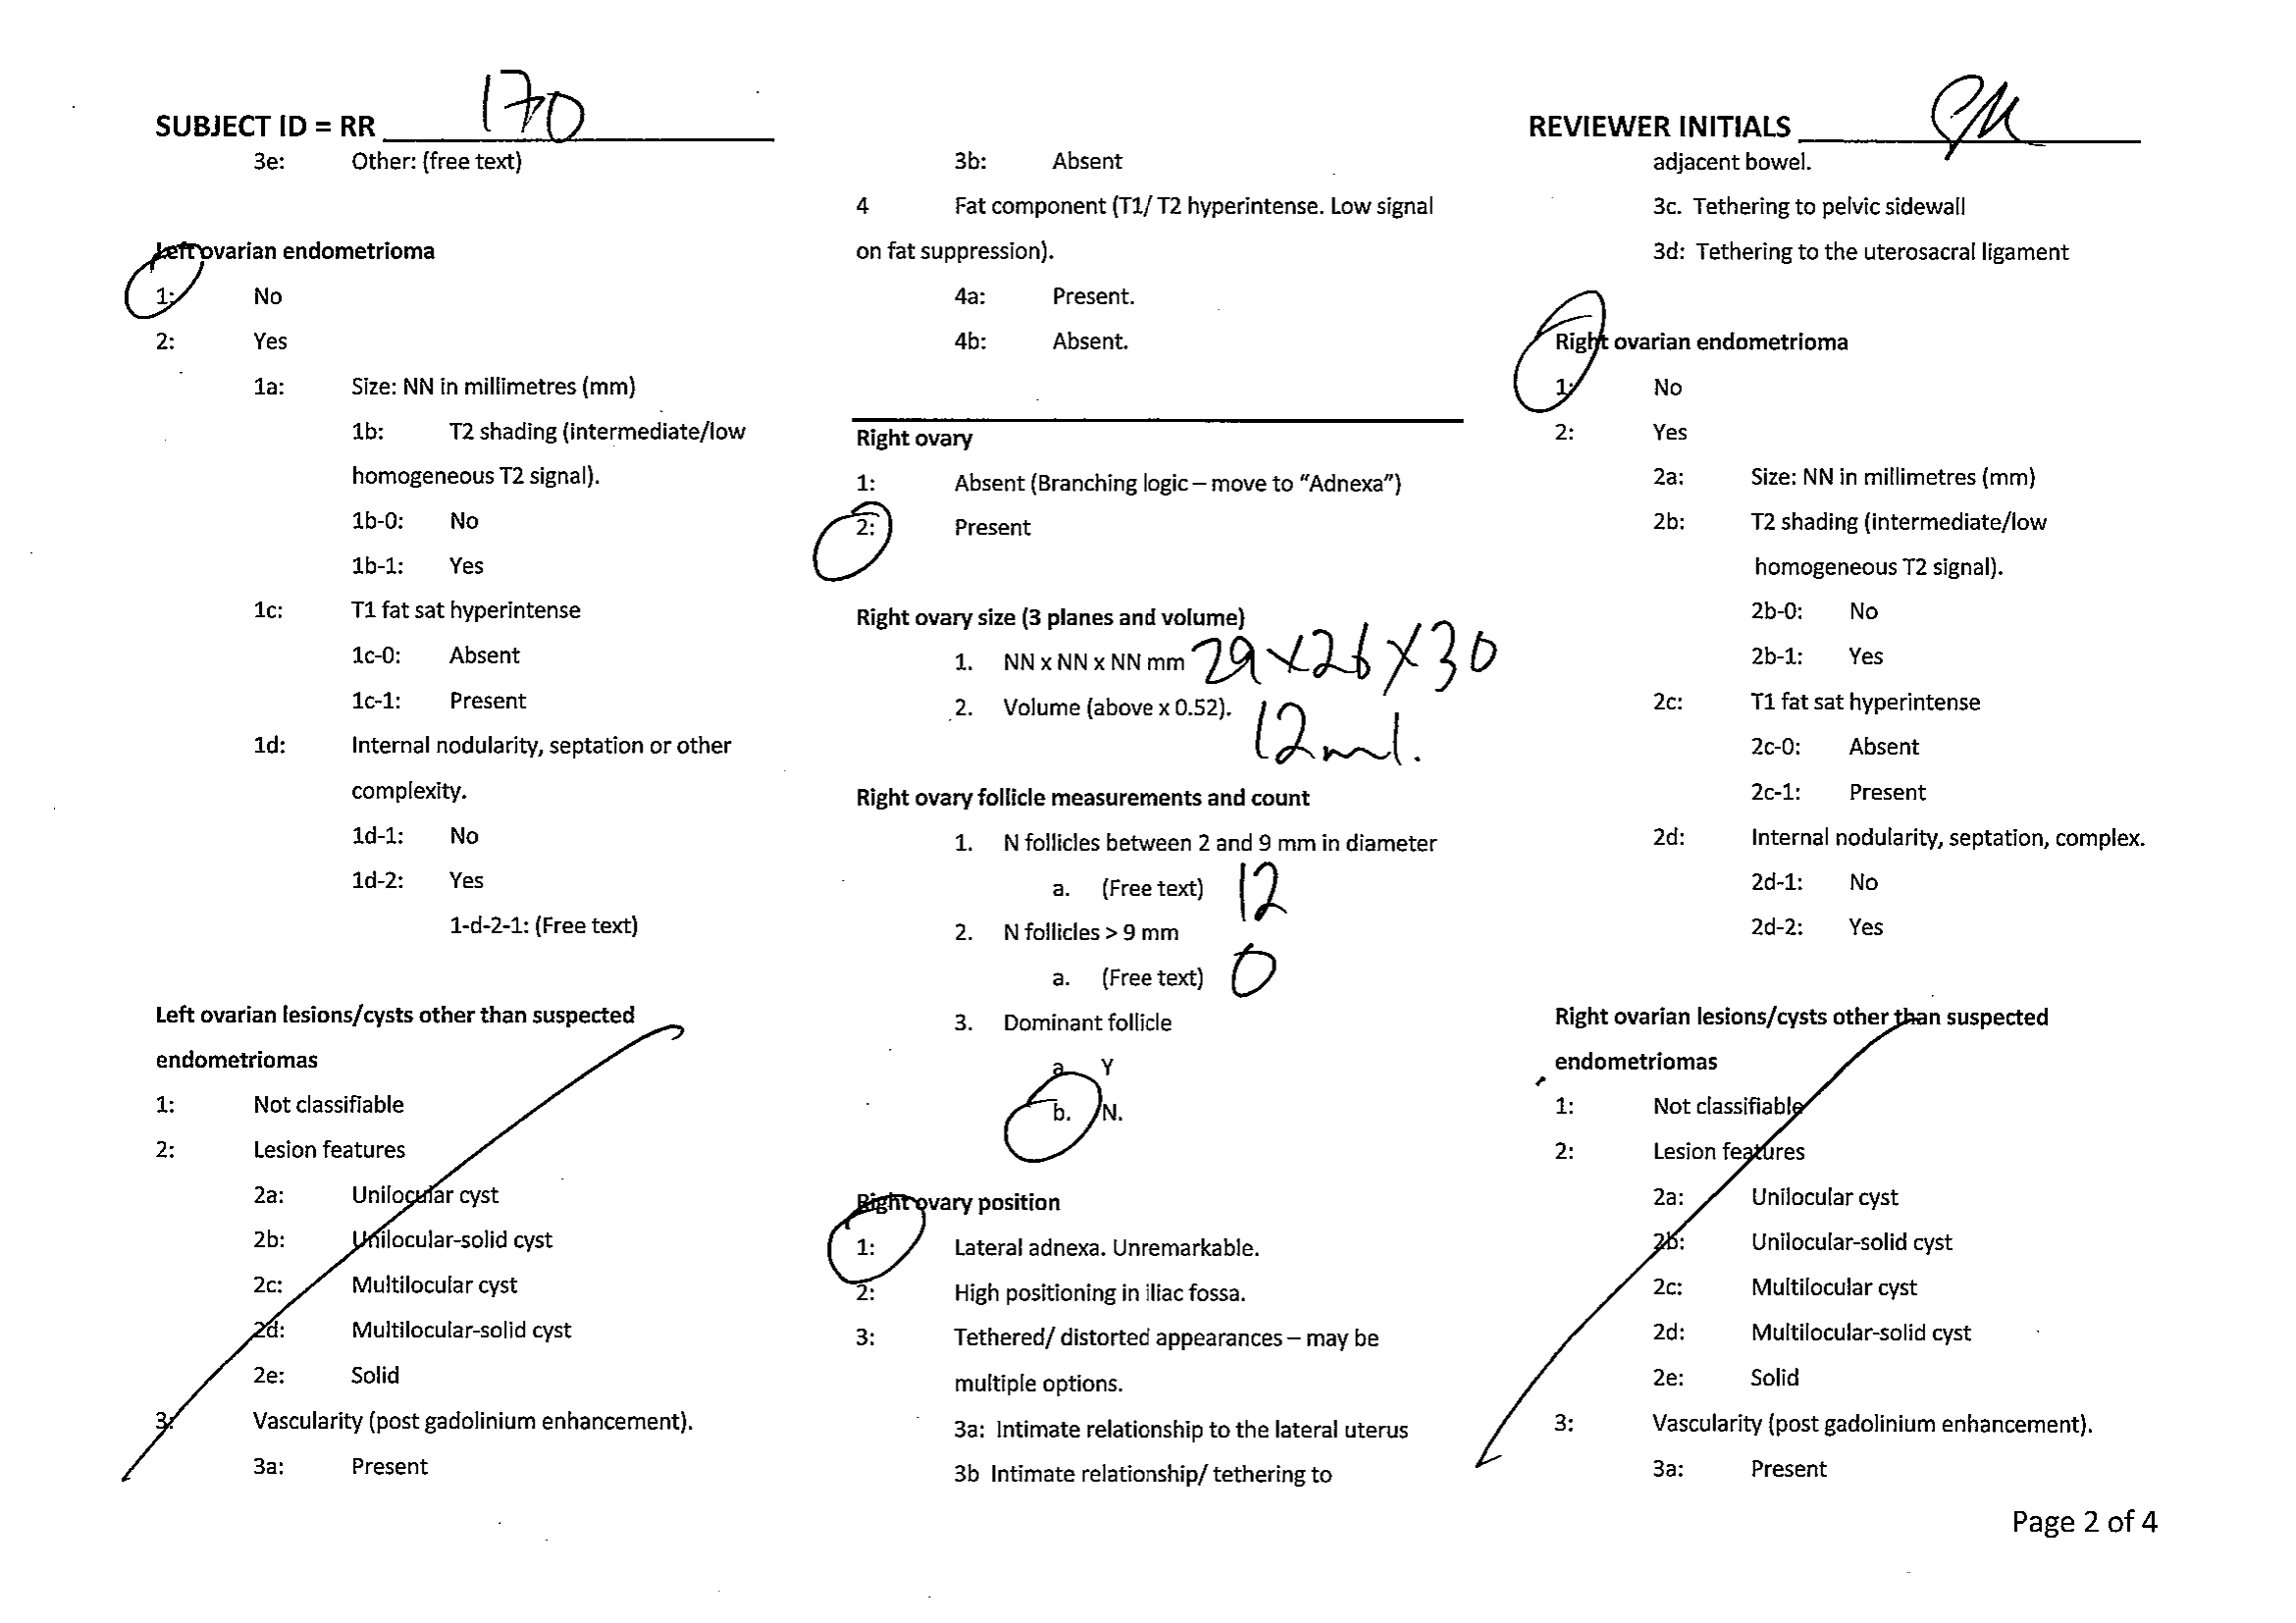 SUBJECT ID = RR 170
3e: Other: (free text)
Left ovarian endometrioma
1: No
2: Yes
1a: Size: NN in millimetres (mm)
1b: T2 shading (intermediate/low
homogeneous T2 signal).
1b-0: No
1b-1: Yes
1c: T1 fat sat hyperintense
1c-0: Absent
1c-1: Present
1d: Internal nodularity, septation or other
complexity.
1d-1: No
1d-2: Yes
1-d-2-1: (Free text)
Left ovarian lesions/cysts other than suspected
endometriomas
1: Not classifiable
2: Lesion features
2a: Unilocular cyst
2b: Unilocular-solid cyst
2c: Multilocular cyst
2d: Multilocular-solid cyst
2e: Solid
3: Vascularity (post gadolinium enhancement).
3a: Present
3b: Absent
4 Fat component (T1/ T2 hyperintense. Low signal
on fat suppression).
4a: Present.
4b: Absent.
Right ovary
1: Absent (Branching logic – move to “Adnexa”)
2: Present
Right ovary size (3 planes and volume)
1. NN x NN x NN mm 29 x 26 x 30
2. Volume (above x 0.52). 12ml.
Right ovary follicle measurements and count
1. N follicles between 2 and 9 mm in diameter
a. (Free text) 12
2. N follicles > 9 mm
a. (Free text) 0
3. Dominant follicle
a. Y
b. N.
Right ovary position
1: Lateral adnexa. Unremarkable.
2: High positioning in iliac fossa.
3: Tethered/ distorted appearances – may be
multiple options.
3a: Intimate relationship to the lateral uterus
3b Intimate relationship/ tethering to
REVIEWER INITIALS
adjacent bowel.
3c. Tethering to pelvic sidewall
3d: Tethering to the uterosacral ligament
Right ovarian endometrioma
1: No
2: Yes
2a: Size: NN in millimetres (mm)
2b: T2 shading (intermediate/low
homogeneous T2 signal).
2b-0: No
2b-1: Yes
2c: T1 fat sat hyperintense
2c-0: Absent
2c-1: Present
2d: Internal nodularity, septation, complex.
2d-1: No
2d-2: Yes
Right ovarian lesions/cysts other than suspected
endometriomas
1: Not classifiable
2: Lesion features
2a: Unilocular cyst
2b: Unilocular-solid cyst
2c: Multilocular cyst
2d: Multilocular-solid cyst
2e: Solid
3: Vascularity (post gadolinium enhancement).
3a: Present
Page 2 of 4